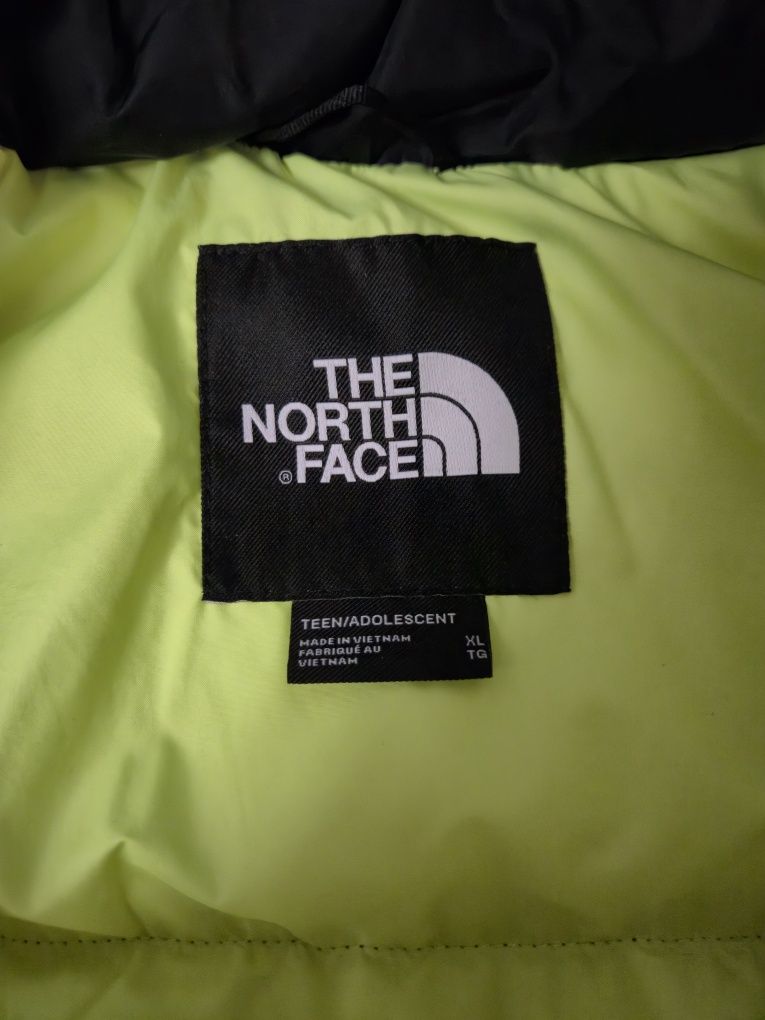 THE
NORTH
® FACE
TEEN/ADOLESCENT
MADE IN VIETNAM XL
FABRIQUÉ AU TG
VIETNAM